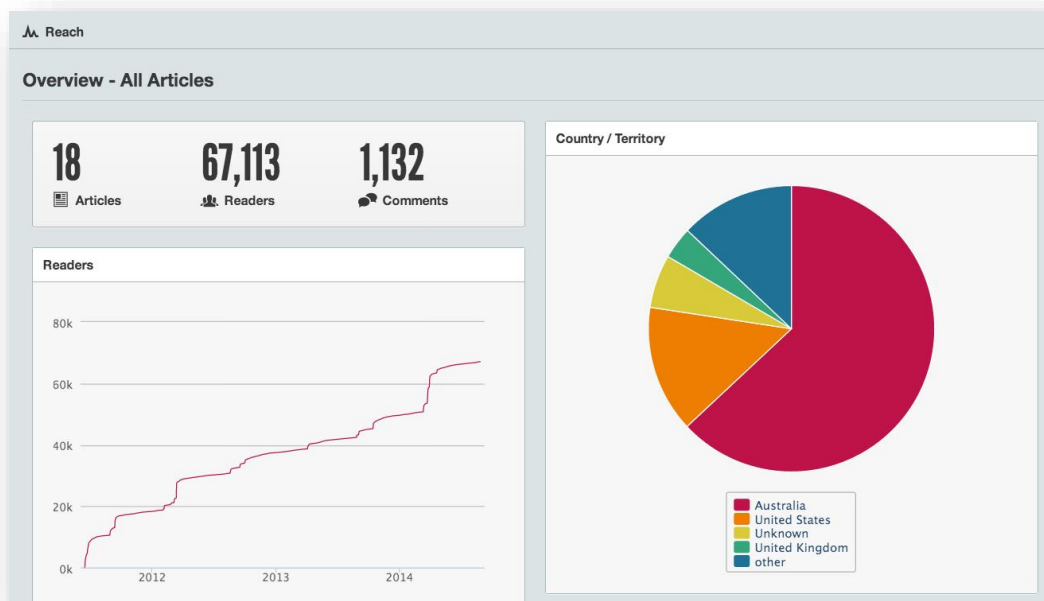 Reach
Overview - All Articles
18
Articles
67,113
Readers
1,132
Comments
Readers
80k
60k
40k
20k
0k
2012
2013
2014
Country / Territory
Australia
United States
Unknown
United Kingdom
other